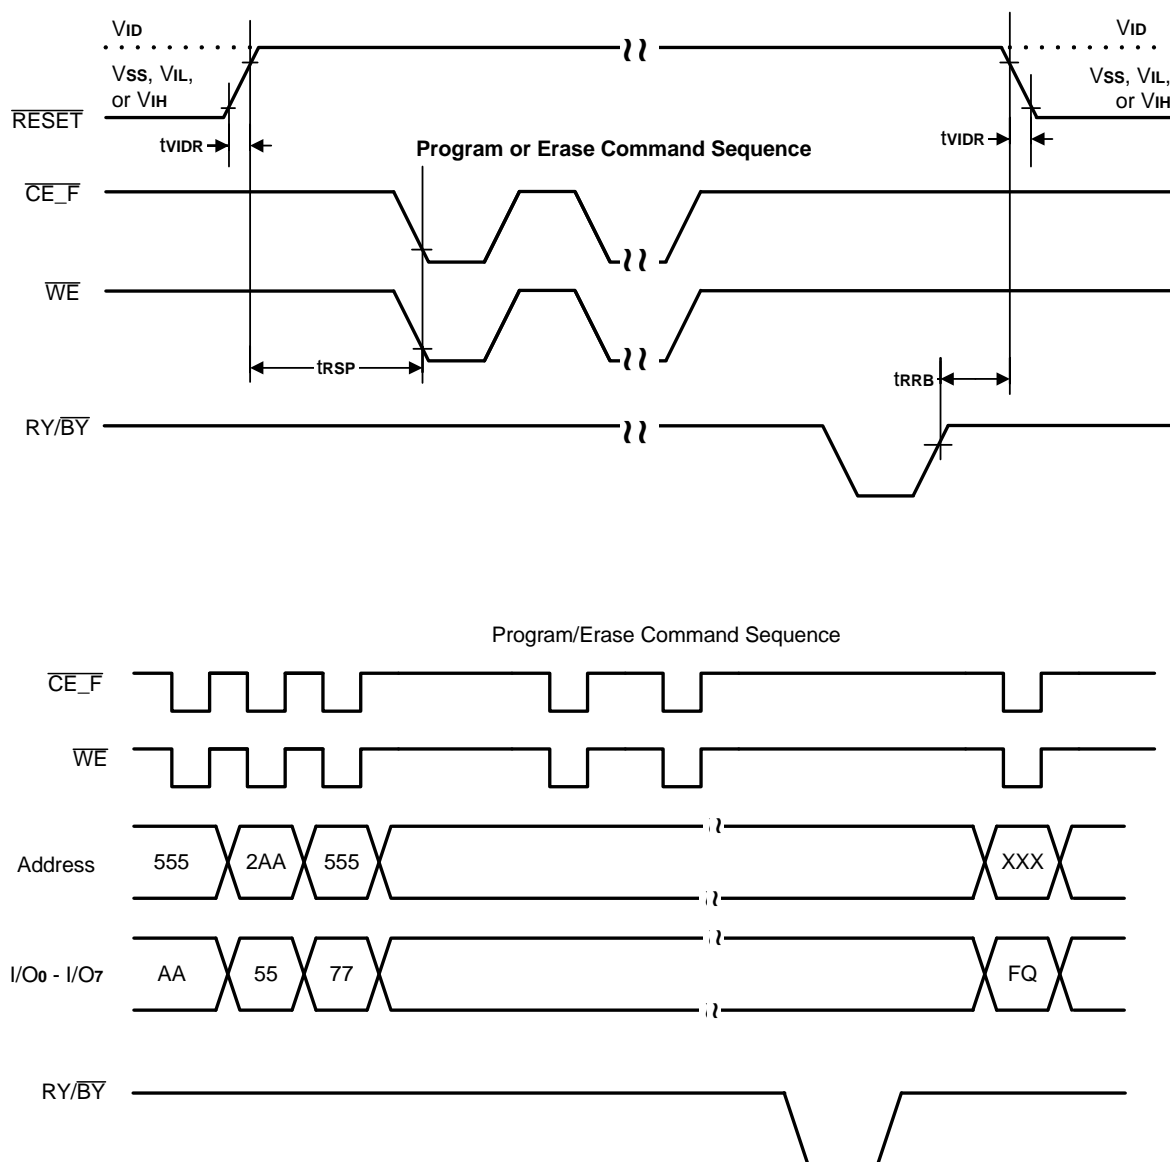 VID
VID
VSS, VIL,
or VIH
VSS, VIL,
or VIH
RESET
tVIDR
tVIDR
Program or Erase Command Sequence
CE_F
WE
tRSP
tRRB
RY/BY
Program/Erase Command Sequence
CE_F
WE
Address 555 2AA 555 XXX
I/O0 - I/O7 AA 55 77 FQ
RY/BY